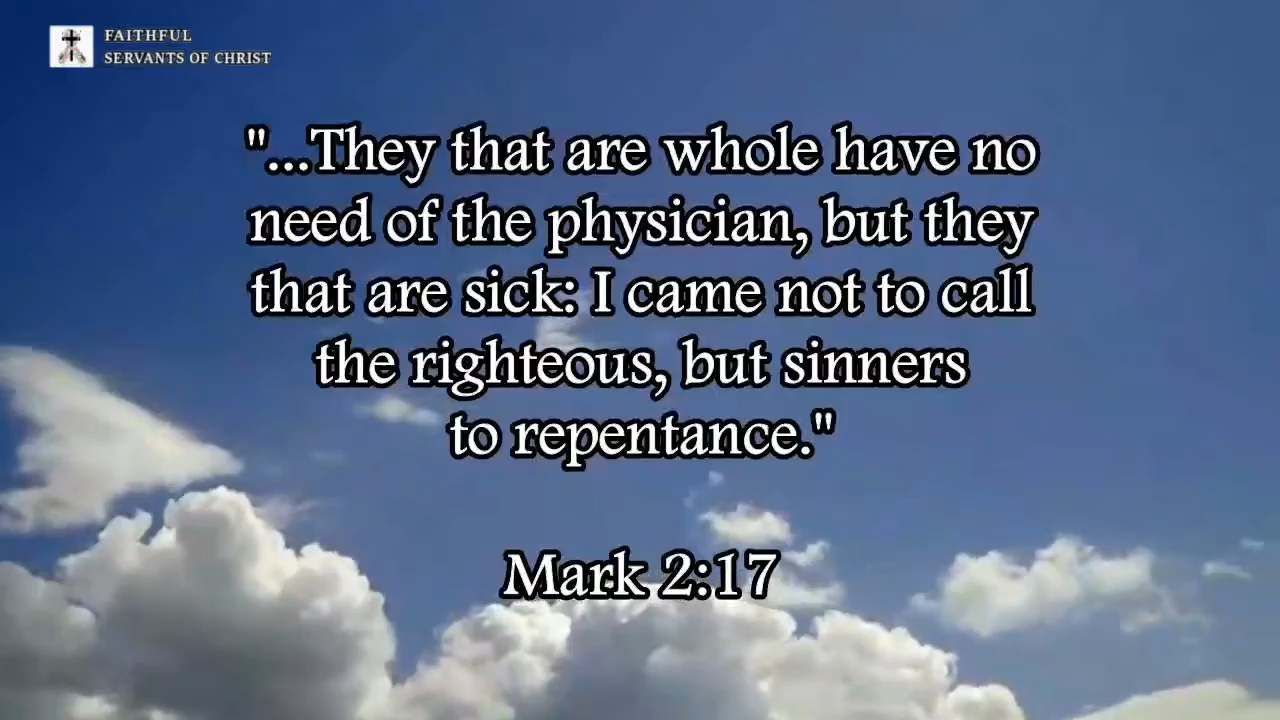 FAITHFUL
SERVANTS OF CHRIST
"...They that are whole have no
need of the physician, but they
that are sick: I came not to call
the righteous, but sinners
to repentance."
Mark 2:17